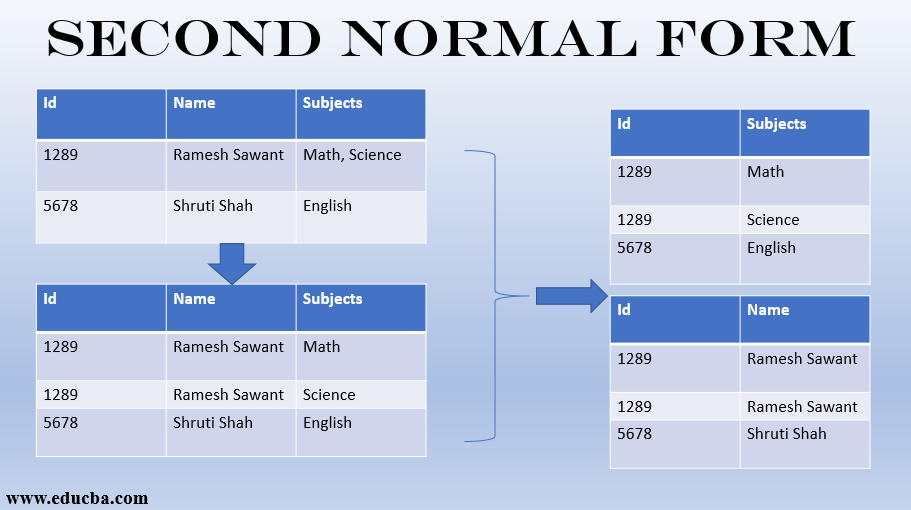 SECOND NORMAL FORM
Id Name Subjects
1289 Ramesh Sawant Math, Science
5678 Shruti Shah English
Id Name Subjects
1289 Ramesh Sawant Math
1289 Ramesh Sawant Science
5678 Shruti Shah English
Id Subjects
1289 Math
1289 Science
5678 English
Id Name
1289 Ramesh Sawant
1289 Ramesh Sawant
5678 Shruti Shah
www.educba.com